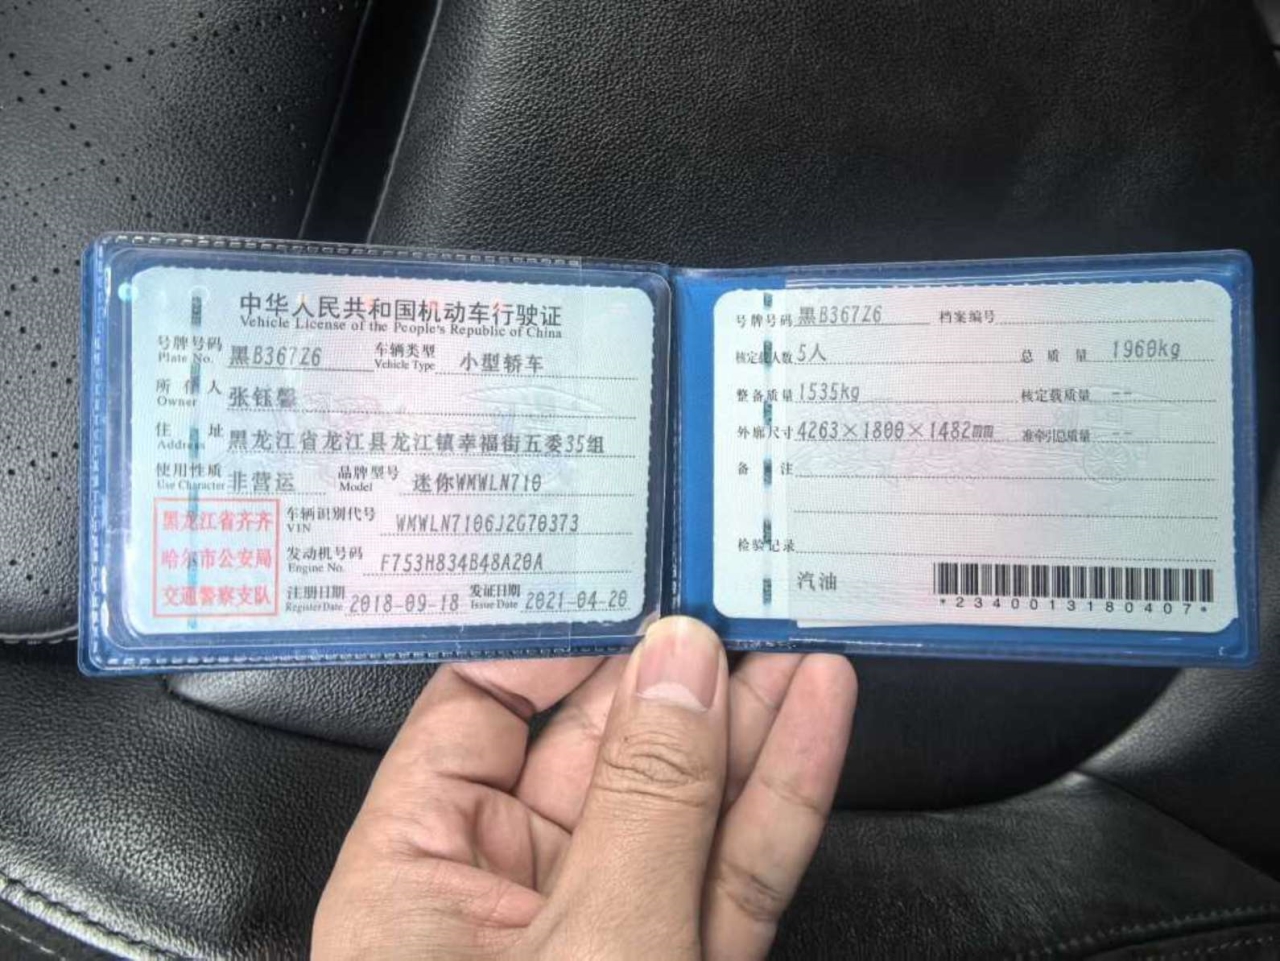 中华人民共和国机动车行驶证
Vehicle License of the People's Republic of China
号牌号码 Plate No. 黑B367Z6 车辆类型 Vehicle Type 小型轿车
所有人 Owner 张钰馨
住址 Address 黑龙江省龙江县龙江镇幸福街五委35组
使用性质 Use Character 非营运 品牌型号 Model 迷你WMWLN710
黑龙江省齐齐
哈尔市公安局
交通警察支队
车辆识别代号 VIN WMWLN7106J2G70373
发动机号码 Engine No. F753H834B48A20A
注册日期 Register Date 2018-09-18 发证日期 Issue Date 2021-04-20
号牌号码 黑B367Z6 档案编号
核定载人数 5人 总质量 1960kg
整备质量 1535kg 核定载质量 --
外廓尺寸 4263×1800×1482mm 准牵引总质量 --
备注
检验记录
汽油
*2340013180407*